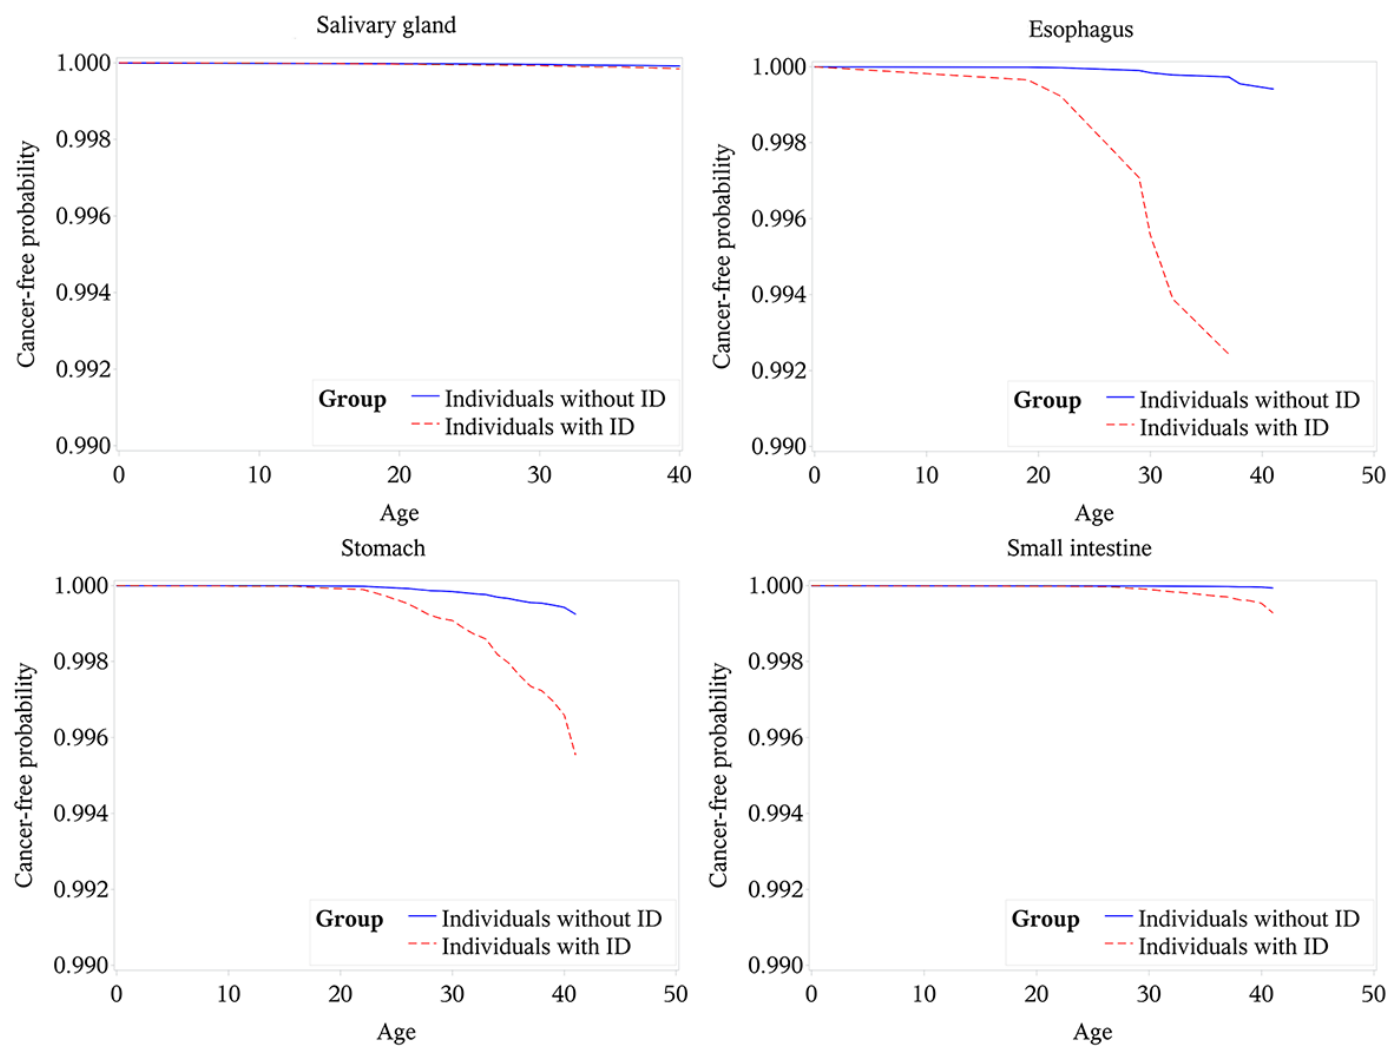 Salivary gland
1.000
0.998
0.996
0.994
0.992
0.990
Cancer-free probability
Group
Individuals without ID
Individuals with ID
0 10 20 30 40
Age
Esophagus
1.000
0.998
0.996
0.994
0.992
0.990
Cancer-free probability
Group
Individuals without ID
Individuals with ID
0 10 20 30 40 50
Age
Stomach
1.000
0.998
0.996
0.994
0.992
0.990
Cancer-free probability
Group
Individuals without ID
Individuals with ID
0 10 20 30 40 50
Age
Small intestine
1.000
0.998
0.996
0.994
0.992
0.990
Cancer-free probability
Group
Individuals without ID
Individuals with ID
0 10 20 30 40 50
Age